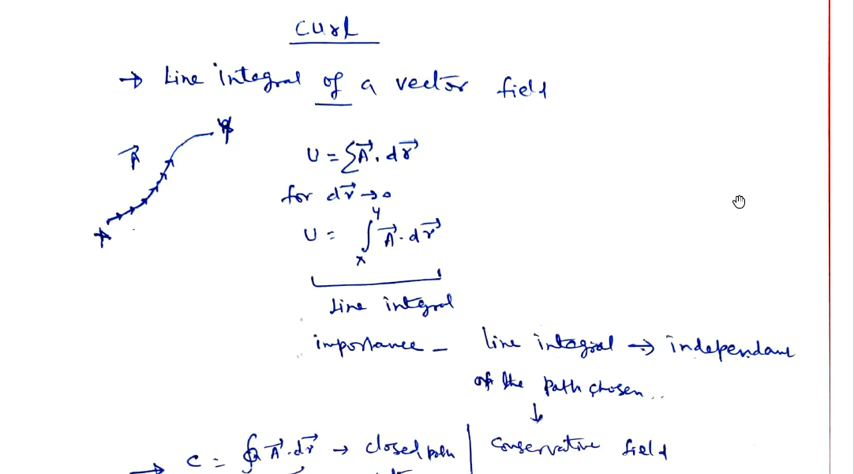 curl
→ Line integral of a vector field
A⃗
U = ∑A⃗. dr⃗
for dr⃗ → 0
U = ∫ₓʸ A⃗. dr⃗
Line integral
importance – line integral → independant
of the path chosen..
↓
→ c = ∮ A⃗. dr⃗ → closed path | conservative field